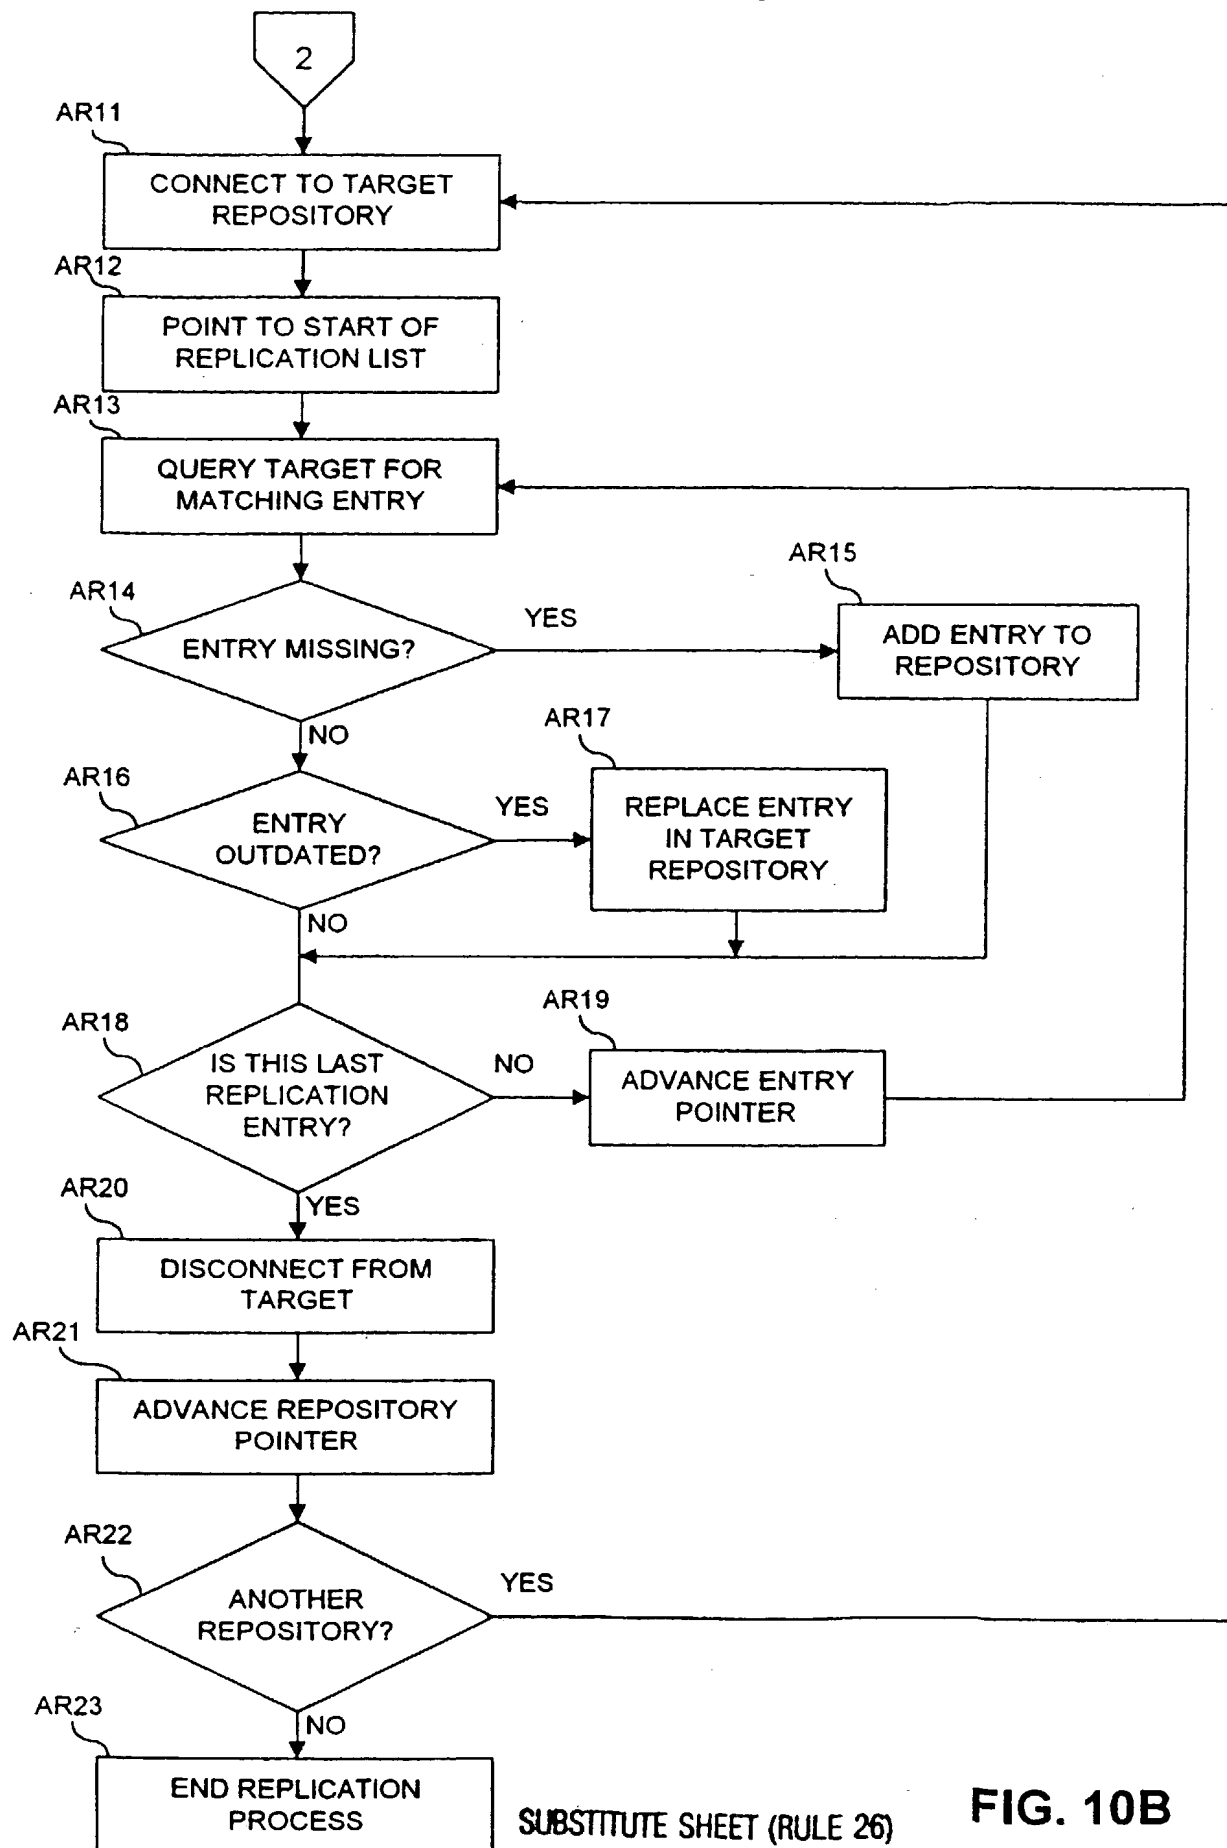 2
AR11
CONNECT TO TARGET
REPOSITORY
AR12
POINT TO START OF
REPLICATION LIST
AR13
QUERY TARGET FOR
MATCHING ENTRY
AR14
ENTRY MISSING?
YES
AR15
ADD ENTRY TO
REPOSITORY
NO
AR16
ENTRY
OUTDATED?
YES
AR17
REPLACE ENTRY
IN TARGET
REPOSITORY
NO
AR18
IS THIS LAST
REPLICATION
ENTRY?
NO
AR19
ADVANCE ENTRY
POINTER
YES
AR20
DISCONNECT FROM
TARGET
AR21
ADVANCE REPOSITORY
POINTER
AR22
ANOTHER
REPOSITORY?
YES
NO
AR23
END REPLICATION
PROCESS
SUBSTITUTE SHEET (RULE 26)
FIG. 10B